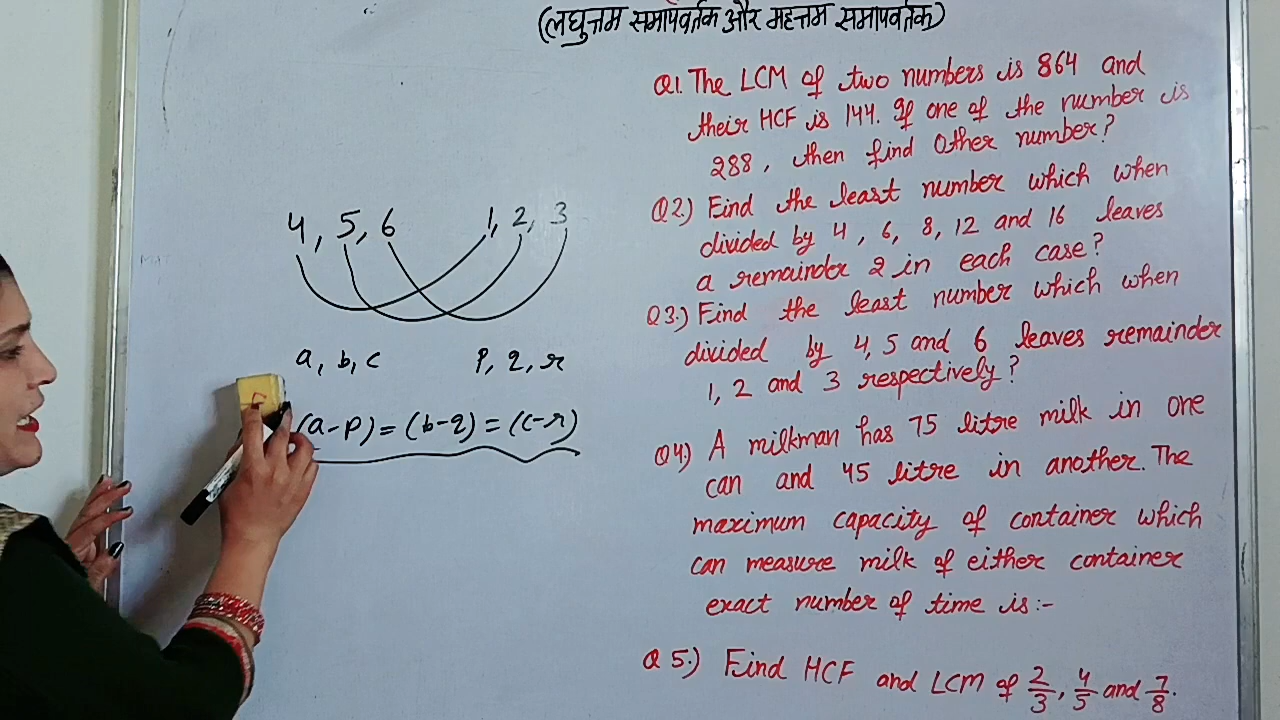 (लघुत्तम समापवर्तक और महत्तम समापवर्तक)
4, 5, 6 1, 2, 3
a, b, c p, q, r
(a-p) = (b-q) = (c-r)
Q1. The LCM of two numbers is 864 and
their HCF is 144. If one of the number is
288, then find Other number?
Q2.) Find the least number which when
divided by 4, 6, 8, 12 and 16 leaves
a remainder 2 in each case?
Q3.) Find the least number which when
divided by 4, 5 and 6 leaves remainder
1, 2 and 3 respectively?
Q4.) A milkman has 75 litre milk in one
can and 45 litre in another. The
maximum capacity of container which
can measure milk of either container
exact number of time is :-
Q 5.) Find HCF and LCM of 2/3, 4/5 and 7/8.